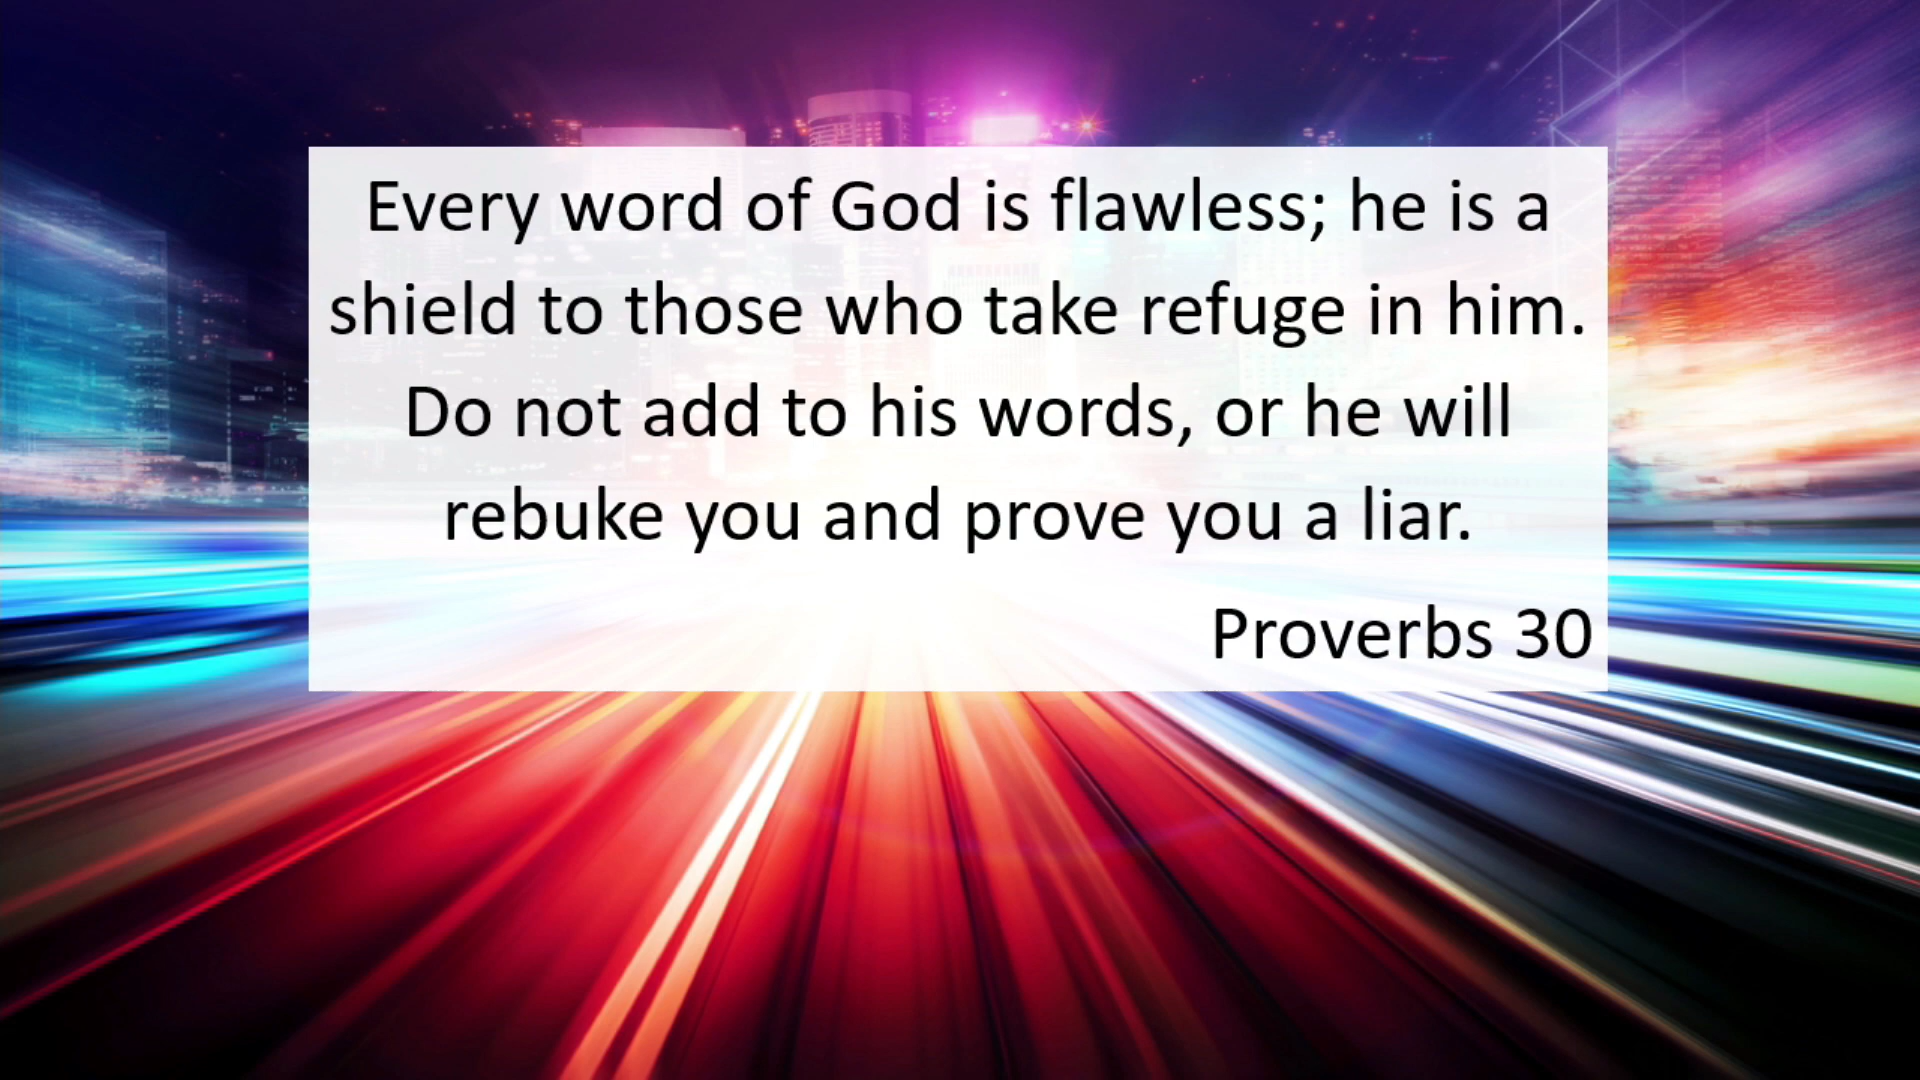 Every word of God is flawless; he is a
shield to those who take refuge in him.
Do not add to his words, or he will
rebuke you and prove you a liar.
Proverbs 30